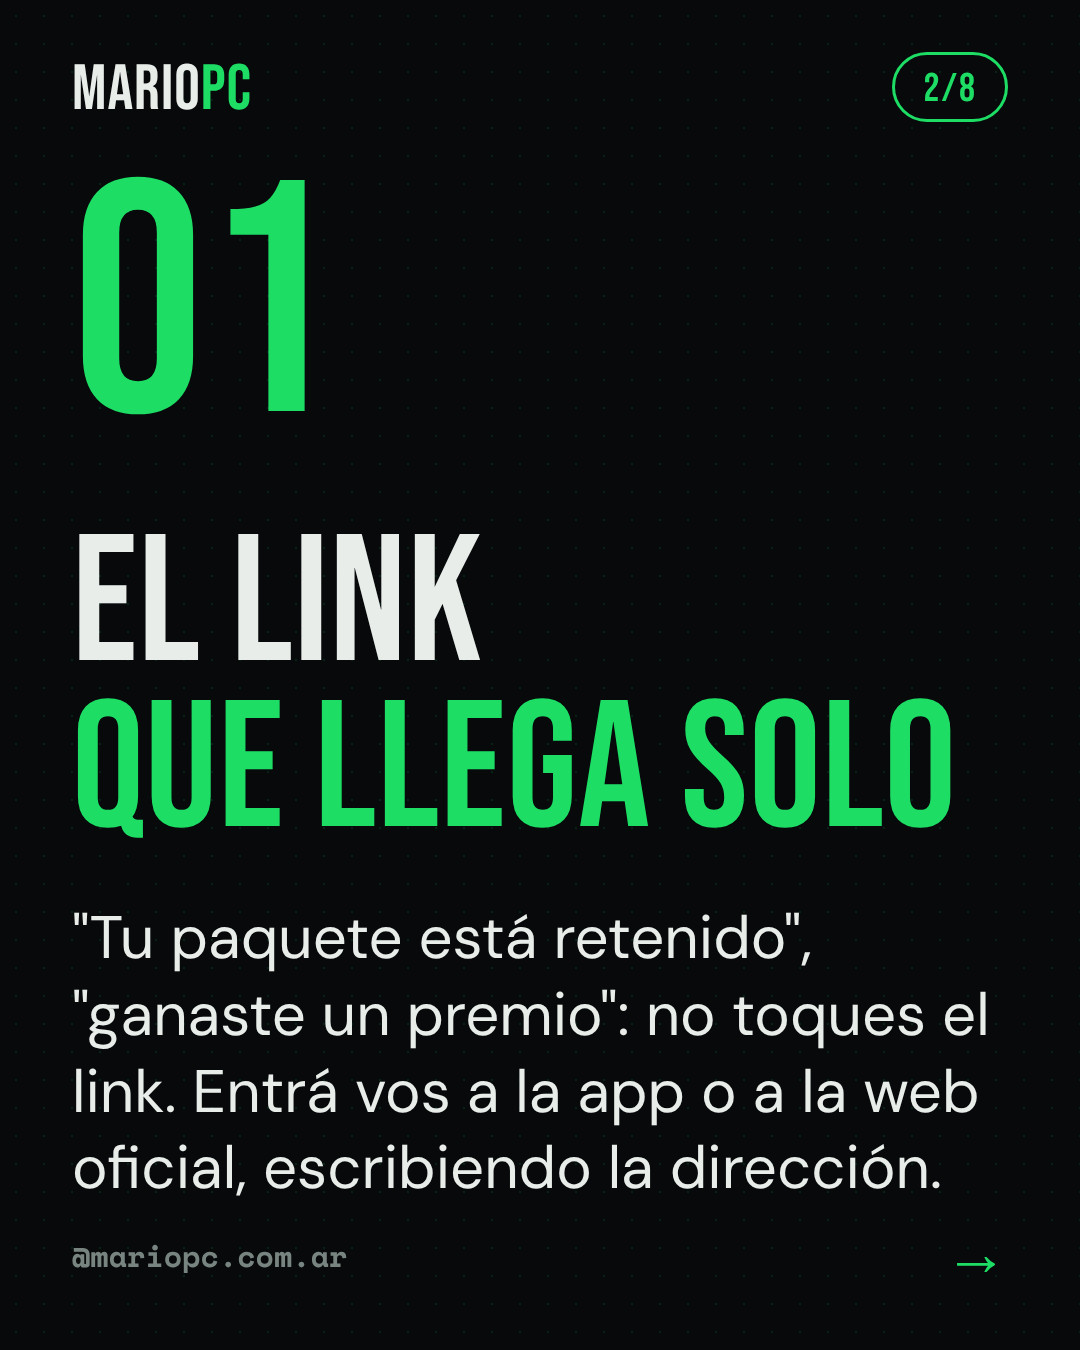 MARIOPC
2/8
01
EL LINK
QUE LLEGA SOLO
"Tu paquete está retenido",
"ganaste un premio": no toques el
link. Entrá vos a la app o a la web
oficial, escribiendo la dirección.
@mariopc.com.ar
→